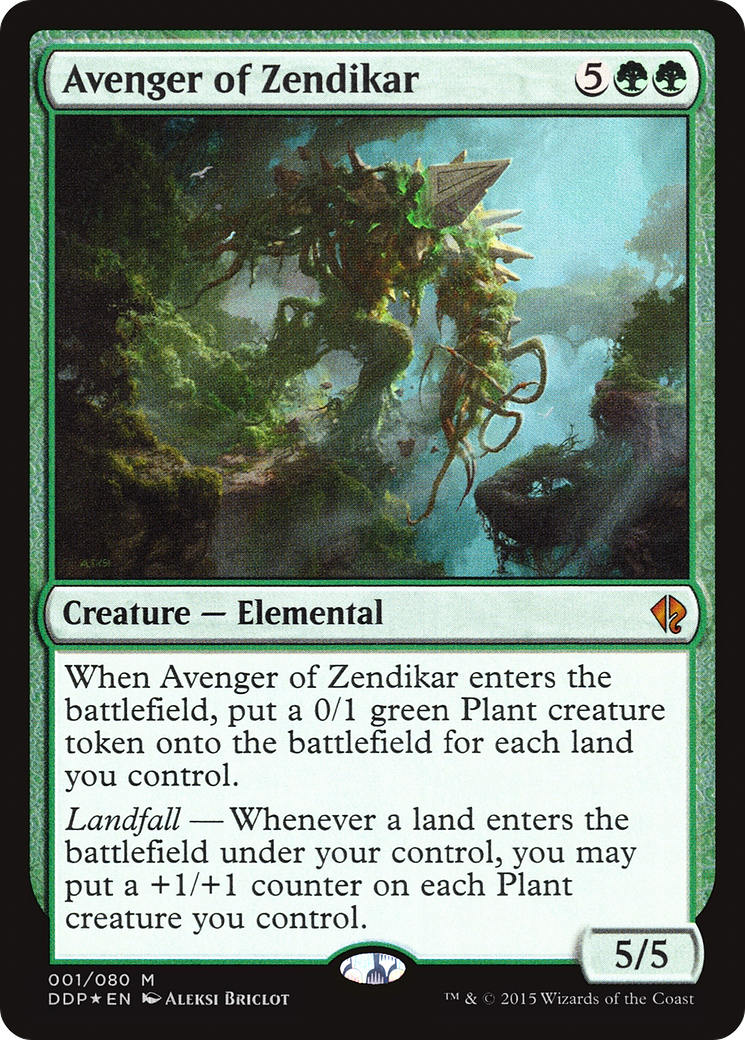 Avenger of Zendikar 5
Creature — Elemental
When Avenger of Zendikar enters the
battlefield, put a 0/1 green Plant creature
token onto the battlefield for each land
you control.
Landfall — Whenever a land enters the
battlefield under your control, you may
put a +1/+1 counter on each Plant
creature you control.
5/5
001/080 M
DDP★EN Aleksi Briclot
™ & © 2015 Wizards of the Coast